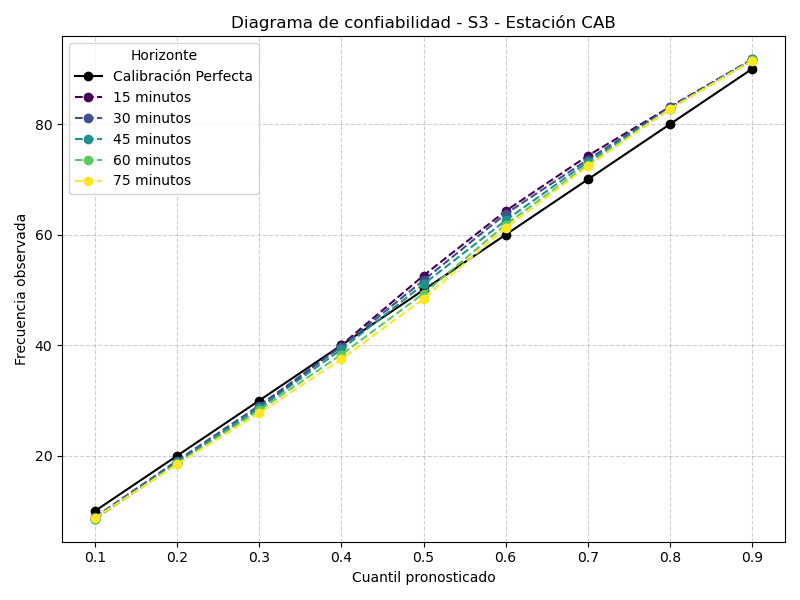 Diagrama de confiabilidad - S3 - Estación CAB
Horizonte
Calibración Perfecta
15 minutos
30 minutos
45 minutos
60 minutos
75 minutos
Frecuencia observada
80
60
40
20
0.1 0.2 0.3 0.4 0.5 0.6 0.7 0.8 0.9
Cuantil pronosticado